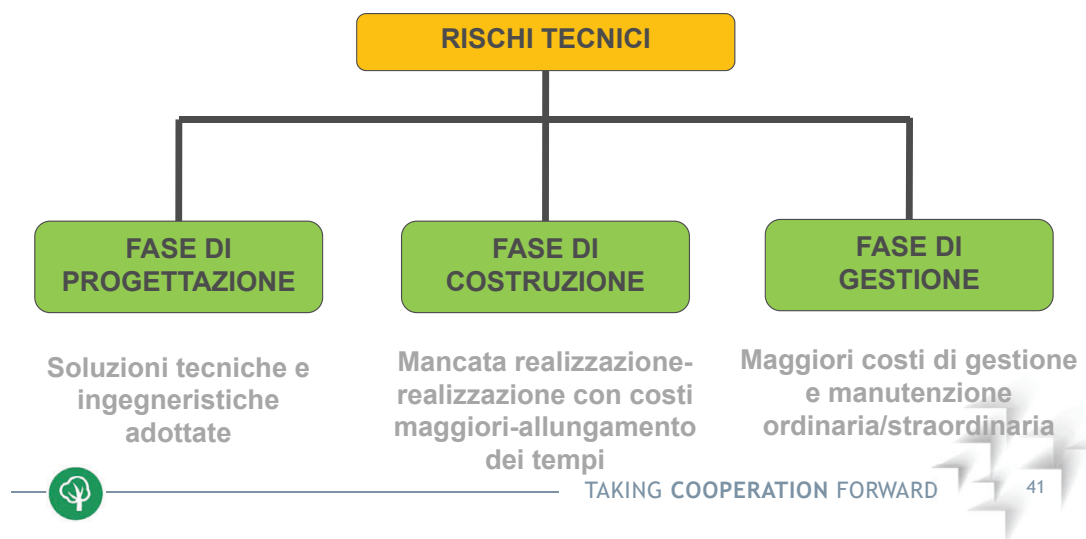 RISCHI TECNICI
FASE DI
PROGETTAZIONE
Soluzioni tecniche e
ingegneristiche
adottate
FASE DI
COSTRUZIONE
Mancata realizzazione-
realizzazione con costi
maggiori-allungamento
dei tempi
FASE DI
GESTIONE
Maggiori costi di gestione
e manutenzione
ordinaria/straordinaria
TAKING COOPERATION FORWARD
41